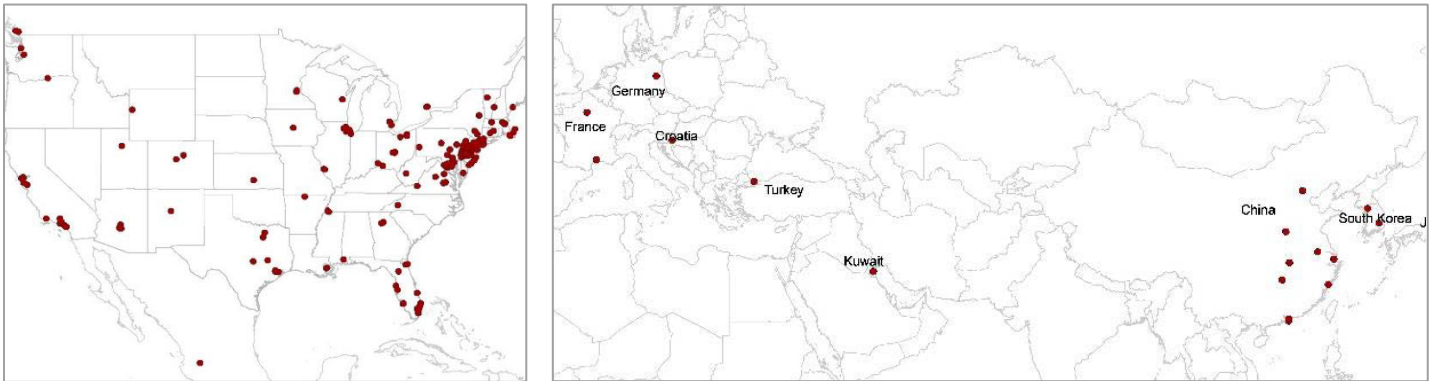 Germany
France
Croatia
Turkey
Kuwait
China
South Korea
J